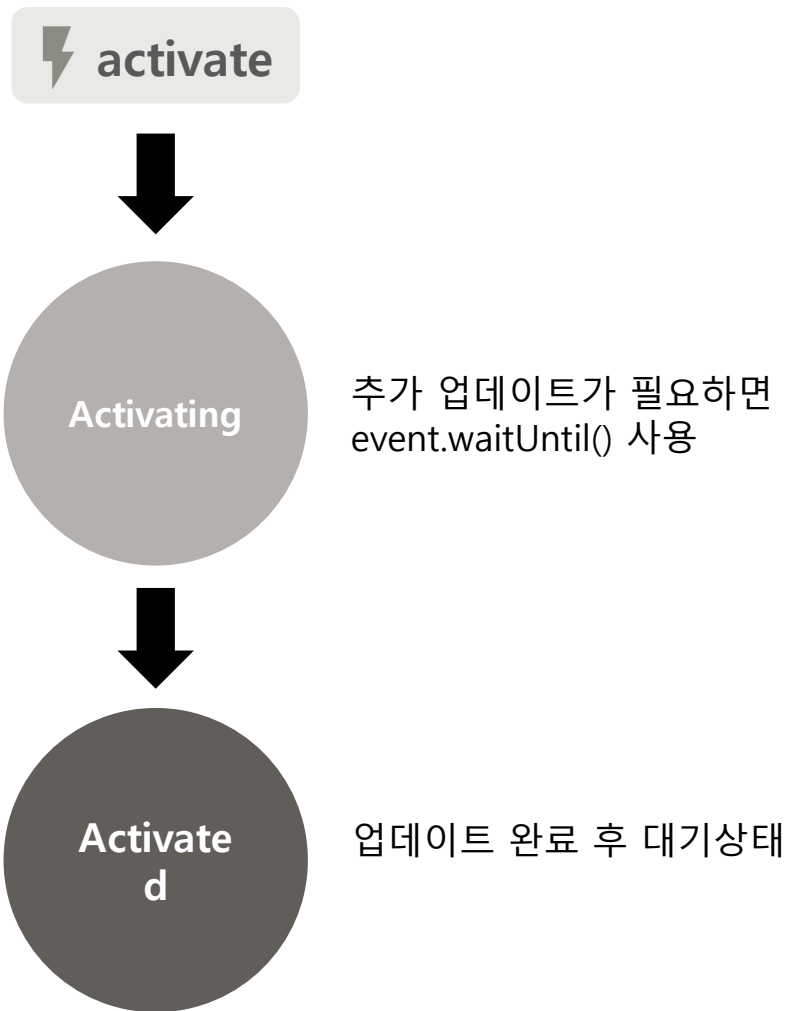 activate
Activating
추가 업데이트가 필요하면
event.waitUntil() 사용
Activate
d
업데이트 완료 후 대기상태